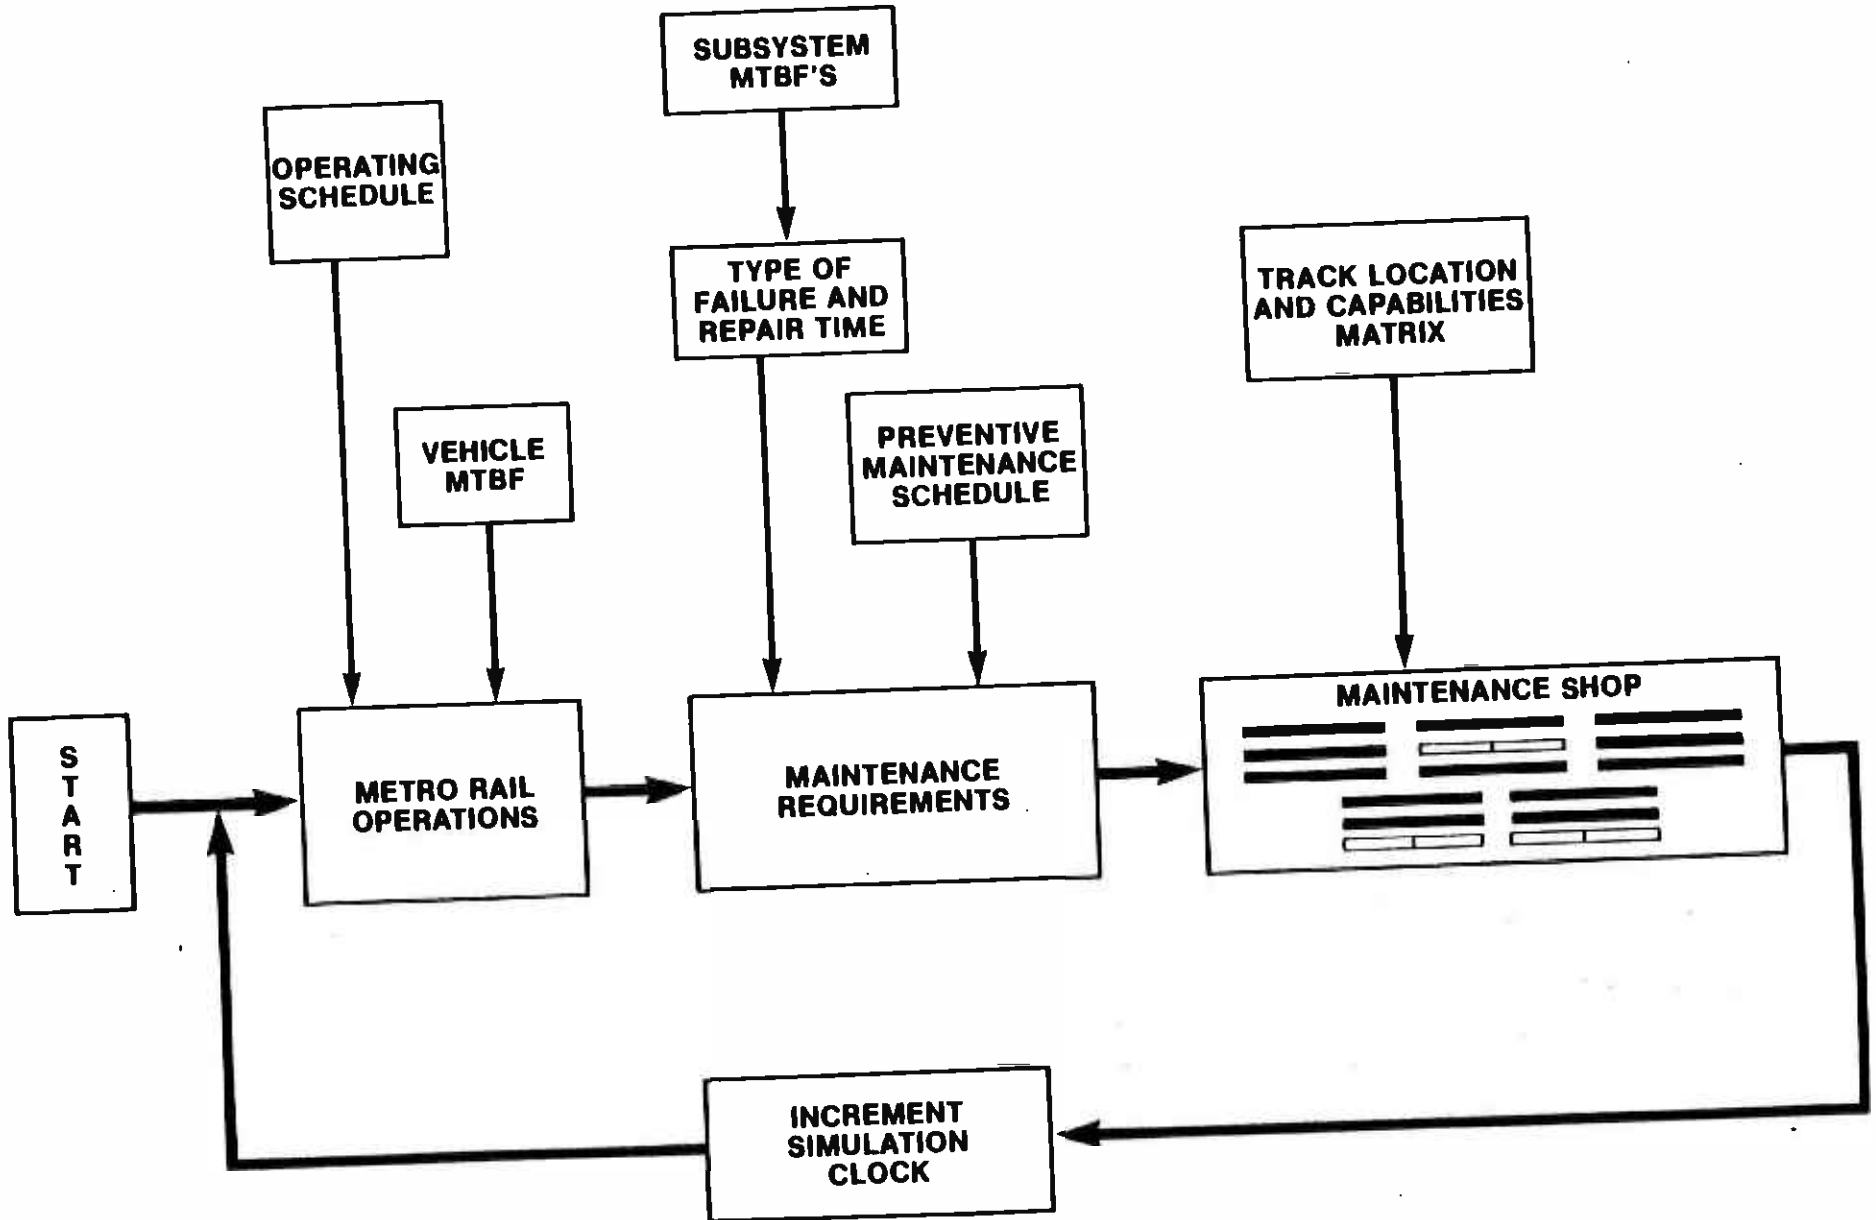 SUBSYSTEM
MTBF'S
OPERATING
SCHEDULE
TYPE OF
FAILURE AND
REPAIR TIME
TRACK LOCATION
AND CAPABILITIES
MATRIX
VEHICLE
MTBF
PREVENTIVE
MAINTENANCE
SCHEDULE
START
METRO RAIL
OPERATIONS
MAINTENANCE
REQUIREMENTS
MAINTENANCE SHOP
INCREMENT
SIMULATION
CLOCK